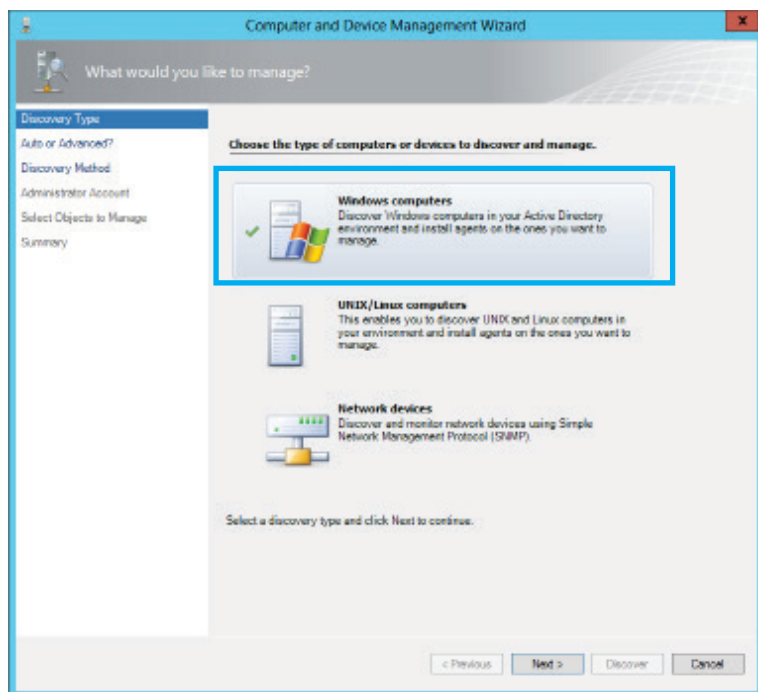 Computer and Device Management Wizard
x
What would you like to manage?
Discovery Type
Auto or Advanced?
Discovery Method
Administrator Account
Select Objects to Manage
Summary
Choose the type of computers or devices to discover and manage.
Windows computers
Discover Windows computers in your Active Directory
environment and install agents on the ones you want to
manage.
UNIX/Linux computers
This enables you to discover UNIX and Linux computers in
your environment and install agents on the ones you want to
manage.
Network devices
Discover and monitor network devices using Simple
Network Management Protocol (SNMP).
Select a discovery type and click Next to continue.
< Previous
Next >
Discover
Cancel